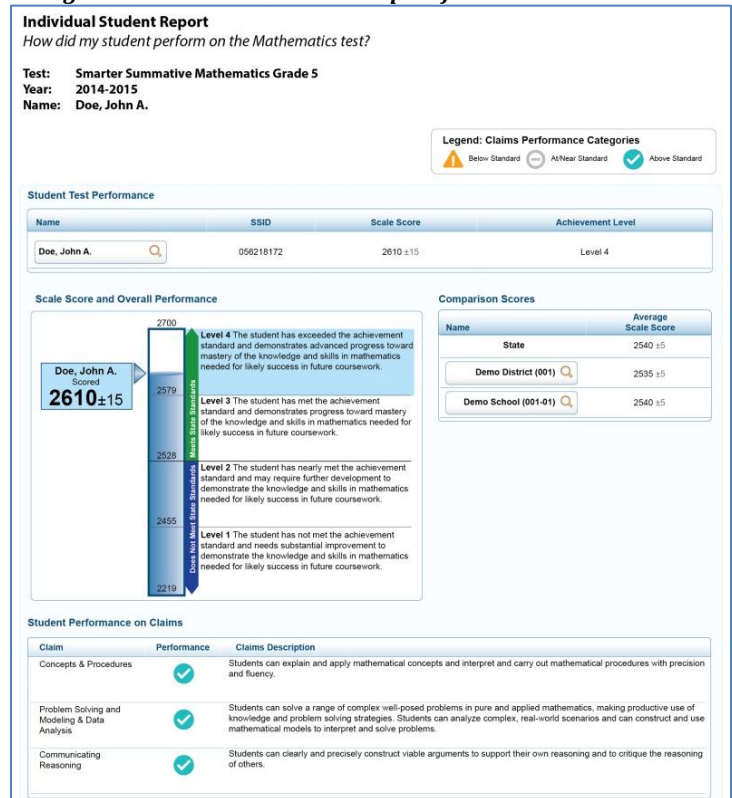 Individual Student Report
How did my student perform on the Mathematics test?
Test: Smarter Summative Mathematics Grade 5
Year: 2014-2015
Name: Doe, John A.
Legend: Claims Performance Categories
Below Standard At/Near Standard Above Standard
Student Test Performance
Name SSID Scale Score Achievement Level
Doe, John A. 056218172 2610 ±15 Level 4
Scale Score and Overall Performance
2700
Level 4 The student has exceeded the achievement
standard and demonstrates advanced progress toward
mastery of the knowledge and skills in mathematics
needed for likely success in future coursework.
Doe, John A.
Scored
2610±15
2579
Level 3 The student has met the achievement
standard and demonstrates progress toward mastery
of the knowledge and skills in mathematics needed for
likely success in future coursework.
Meets State Standards
2528
Level 2 The student has nearly met the achievement
standard and may require further development to
demonstrate the knowledge and skills in mathematics
needed for likely success in future coursework.
2455
Level 1 The student has not met the achievement
standard and needs substantial improvement to
demonstrate the knowledge and skills in mathematics
needed for likely success in future coursework.
Does Not Meet State Standards
2219
Comparison Scores
Name Average
Scale Score
State 2540 ±5
Demo District (001) 2535 ±5
Demo School (001-01) 2540 ±5
Student Performance on Claims
Claim Performance Claims Description
Concepts & Procedures
Students can explain and apply mathematical concepts and interpret and carry out mathematical procedures with precision
and fluency.
Problem Solving and
Modeling & Data
Analysis
Students can solve a range of complex well-posed problems in pure and applied mathematics, making productive use of
knowledge and problem solving strategies. Students can analyze complex, real-world scenarios and can construct and use
mathematical models to interpret and solve problems.
Communicating
Reasoning
Students can clearly and precisely construct viable arguments to support their own reasoning and to critique the reasoning
of others.